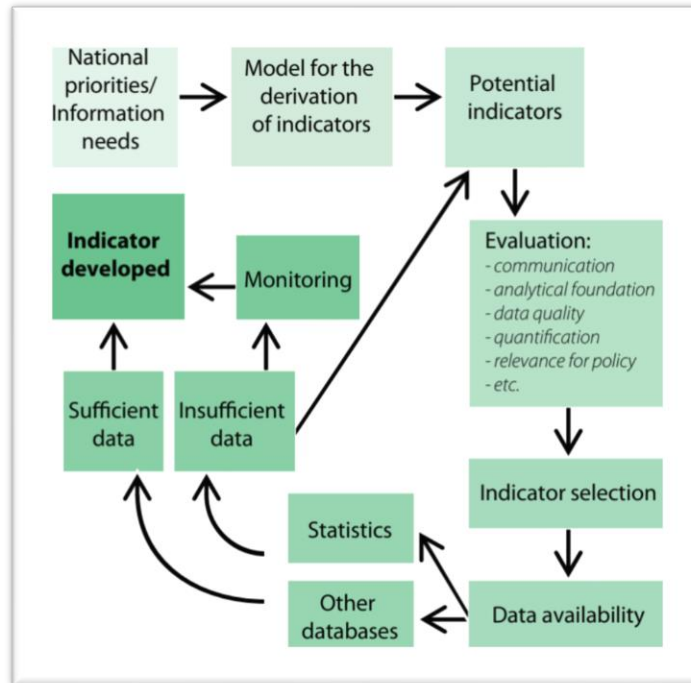 National
priorities/
Information
needs
Model for the
derivation
of indicators
Potential
indicators
Evaluation:
- communication
- analytical foundation
- data quality
- quantification
- relevance for policy
- etc.
Indicator
developed
Monitoring
Sufficient
data
Insufficient
data
Indicator selection
Statistics
Other
databases
Data availability